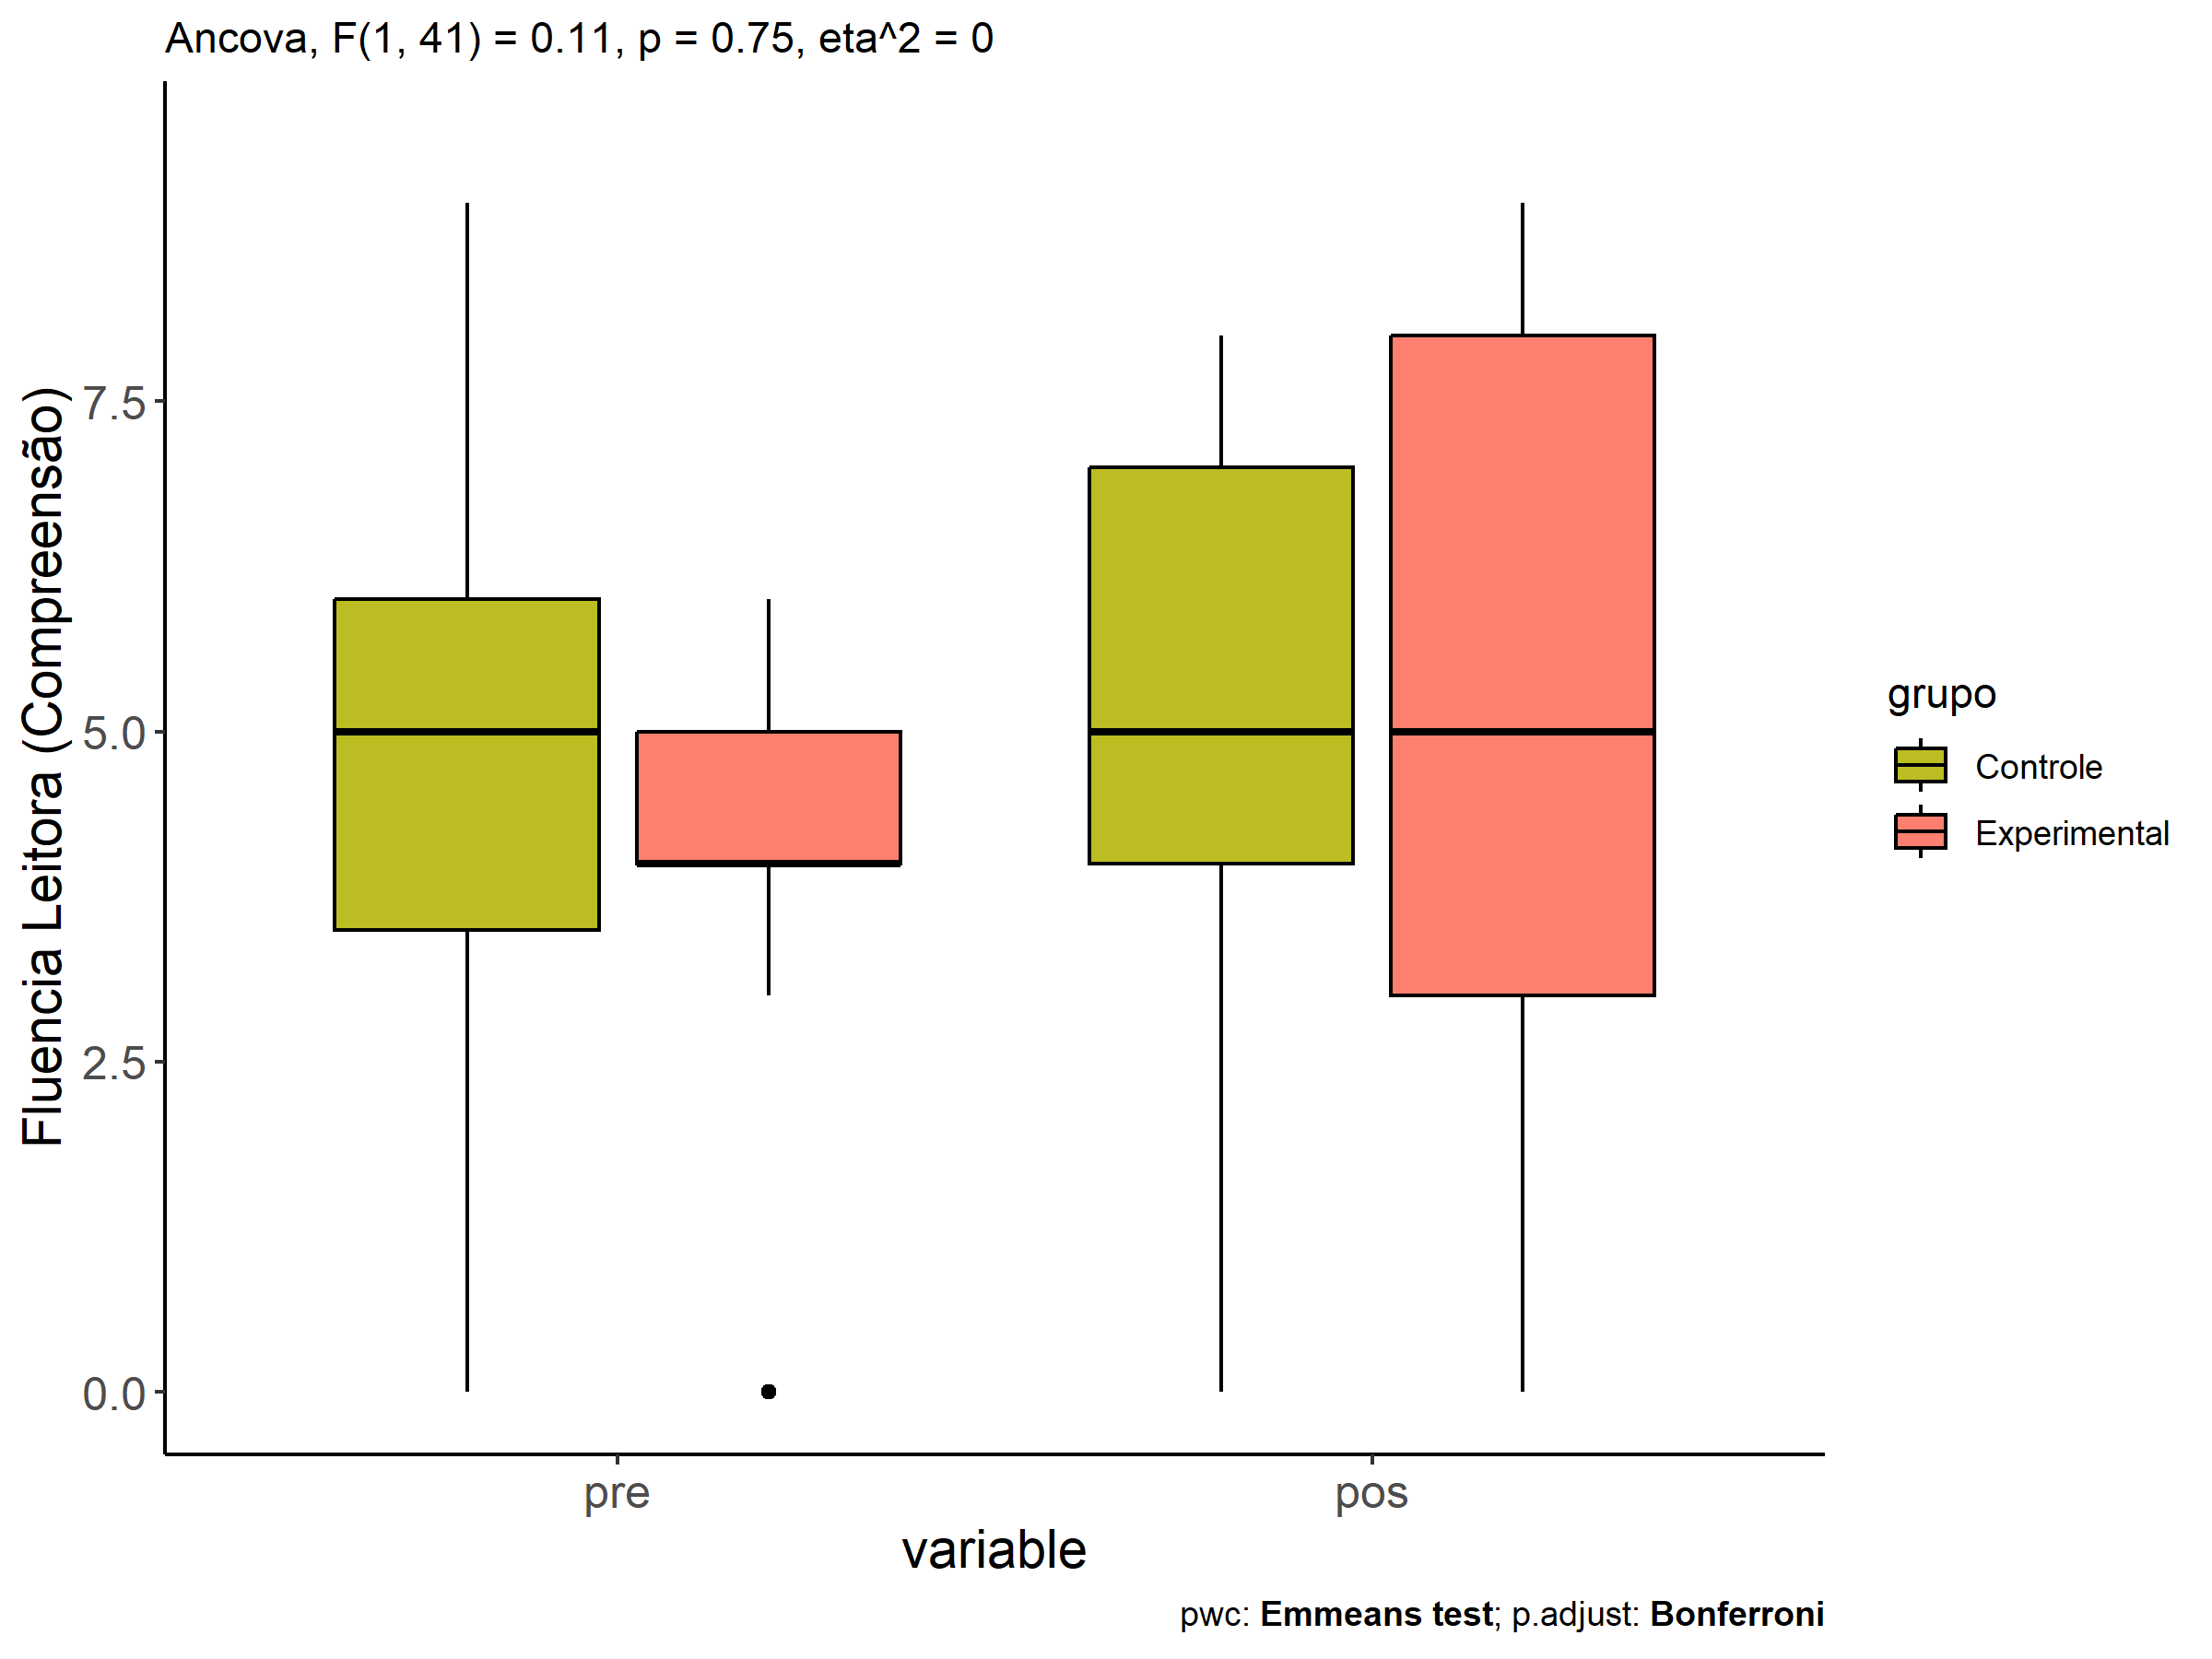 Ancova, F(1, 41) = 0.11, p = 0.75, eta^2 = 0
Fluencia Leitora (Compreensão)
7.5
5.0
2.5
0.0
pre
pos
variable
grupo
Controle
Experimental
pwc: Emmeans test; p.adjust: Bonferroni